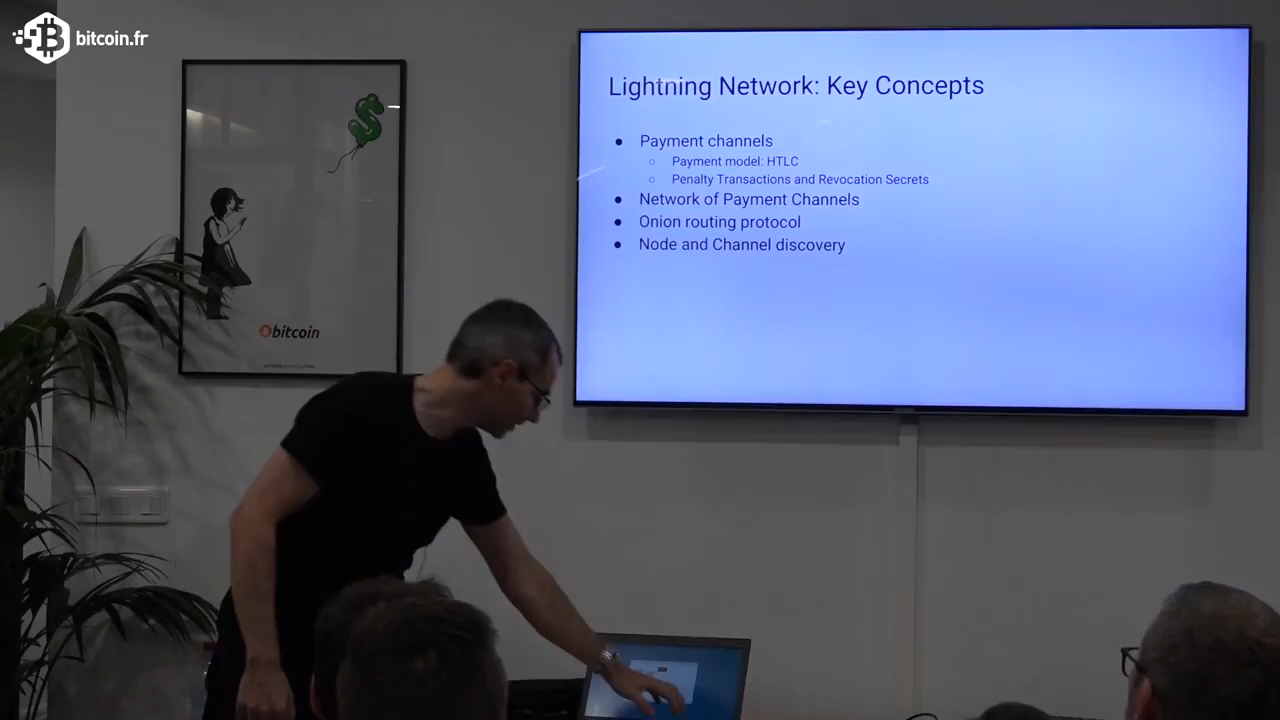 bitcoin.fr
Lightning Network: Key Concepts
Payment channels
Payment model: HTLC
Penalty Transactions and Revocation Secrets
Network of Payment Channels
Onion routing protocol
Node and Channel discovery
bitcoin